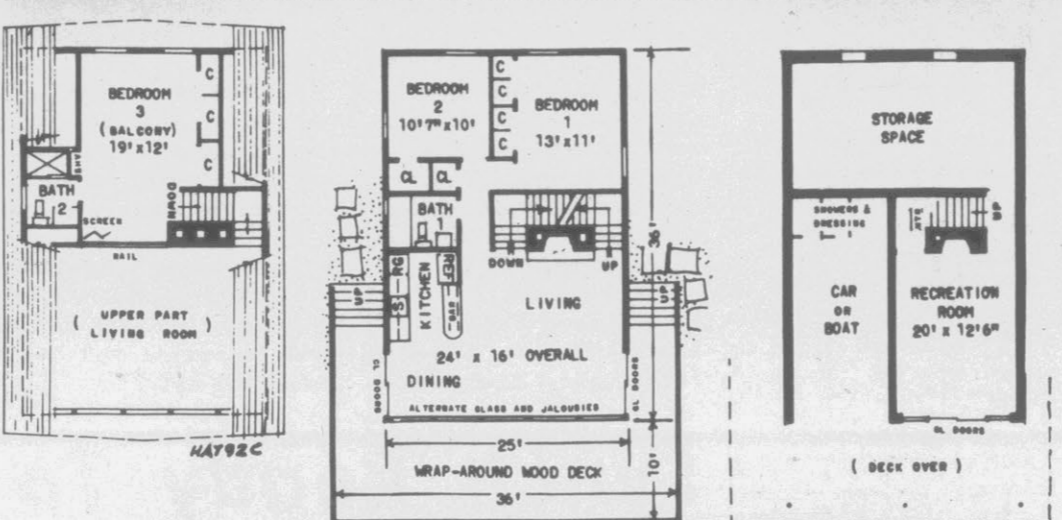 BEDROOM
3
(BALCONY)
19' x 12'
C
C
C
BATH
2
SCREEN
DOWN
RAIL
( UPPER PART
LIVING ROOM )
HAT92C
BEDROOM
2
10'7" x 10'
C
C
C
C
BEDROOM
1
13' x 11'
CL
CL
BATH
1
RG
S
KITCHEN
REF
BAR
DOWN
UP
LIVING
UP
UP
24' x 16' OVERALL
DINING
GL DOORS
GL DOORS
ALTERNATE GLASS AND JALOUSIES
25'
WRAP-AROUND WOOD DECK
36'
36'
10'
STORAGE
SPACE
SHOWERS &
DRESSING
UP
CAR
OR
BOAT
RECREATION
ROOM
20' x 12'6"
GL DOORS
( DECK OVER )